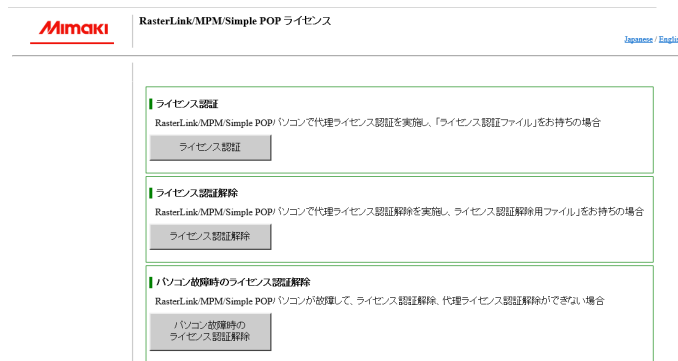 Mimaki
RasterLink/MPM/Simple POP ライセンス
Japanese / Englis
ライセンス認証
RasterLink/MPM/Simple POPパソコンで代理ライセンス認証を実施し、「ライセンス認証ファイル」をお持ちの場合
ライセンス認証
ライセンス認証解除
RasterLink/MPM/Simple POPパソコンで代理ライセンス認証解除を実施し、ライセンス認証解除用ファイル」をお持ちの場合
ライセンス認証解除
パソコン故障時のライセンス認証解除
RasterLink/MPM/Simple POPパソコンが故障して、ライセンス認証解除、代理ライセンス認証解除ができない場合
パソコン故障時の
ライセンス認証解除